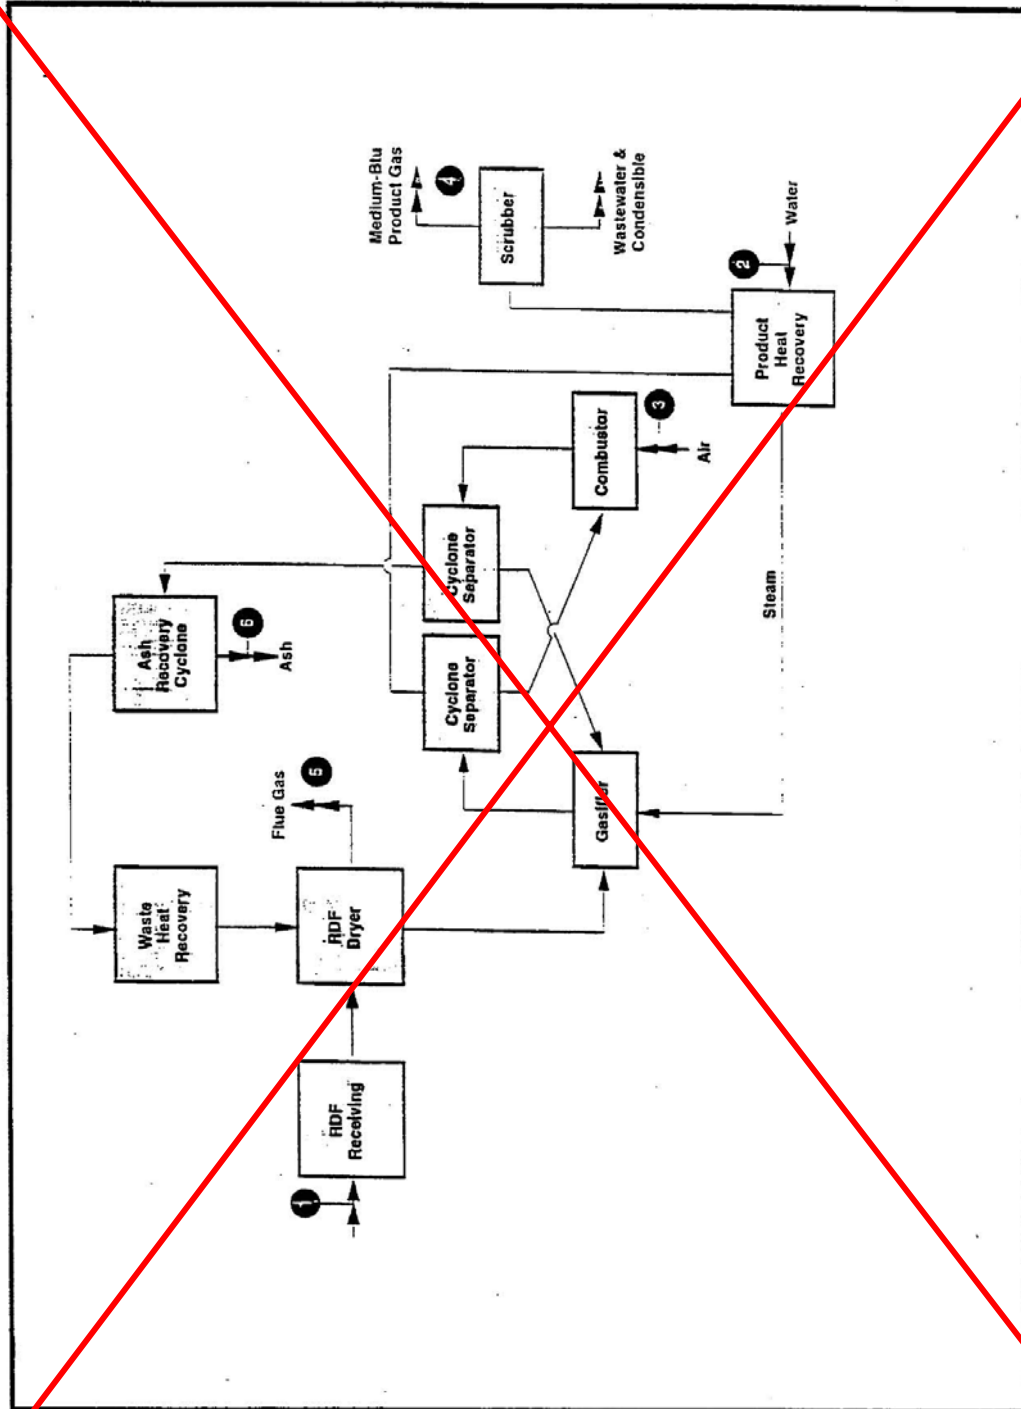 1
RDF
Receiving
RDF
Dryer
Flue Gas
5
Waste
Heat
Recovery
Ash
Recovery
Cyclone
6
Ash
Gasifier
Cyclone
Separator
Cyclone
Separator
Combustor
3
Air
Steam
Product
Heat
Recovery
2
Water
Scrubber
Medium-Btu
Product Gas
4
Wastewater &
Condensible